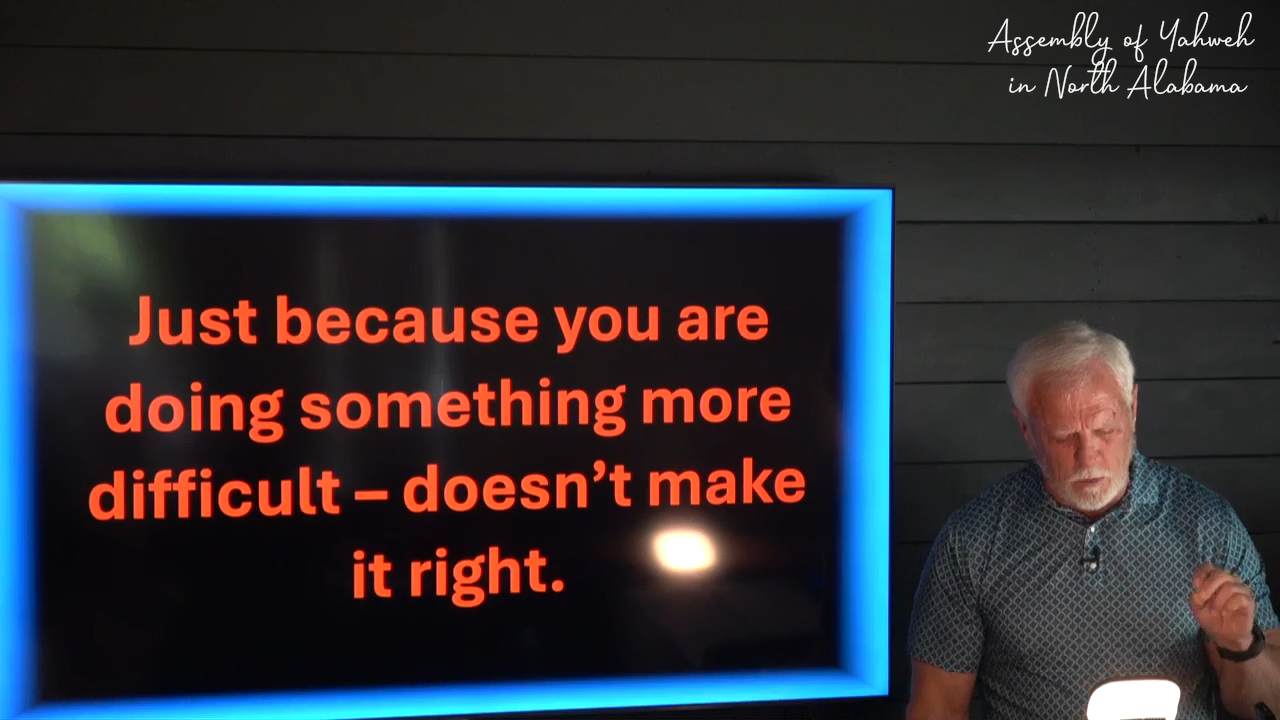 Assembly of Yahweh
in North Alabama
Just because you are
doing something more
difficult – doesn’t make
it right.